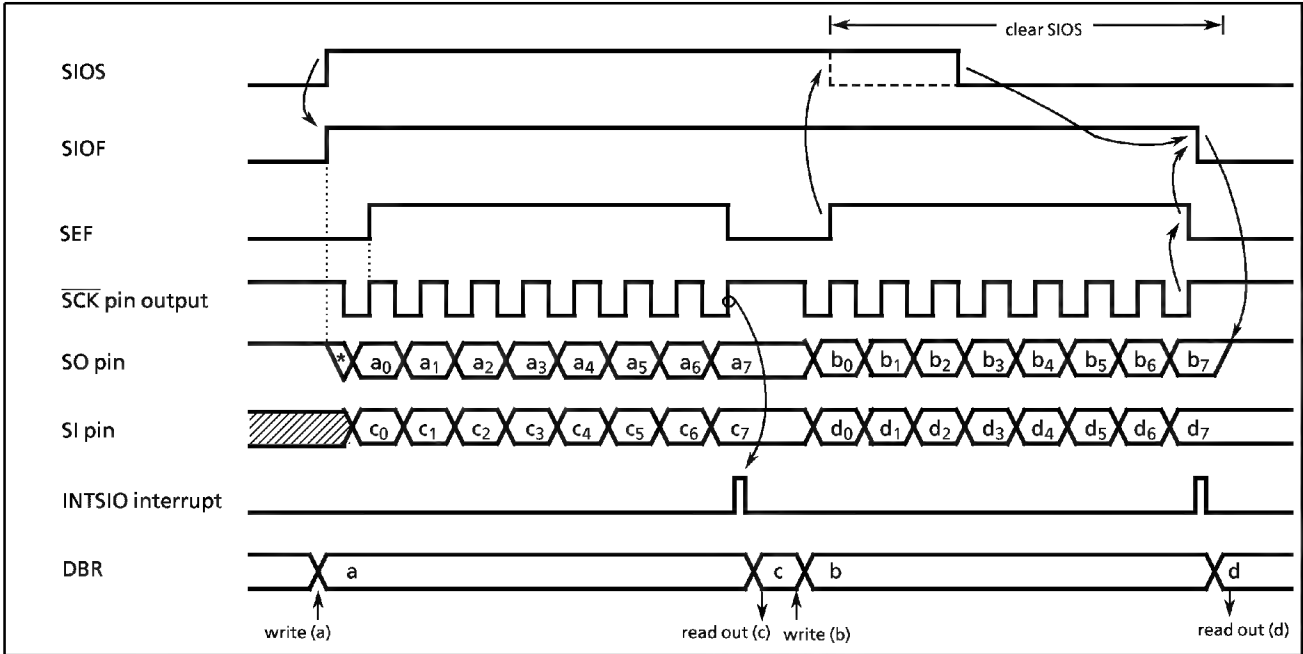 clear SIOS
SIOS
SIOF
SEF
SCK pin output
SO pin * a0 a1 a2 a3 a4 a5 a6 a7 b0 b1 b2 b3 b4 b5 b6 b7
SI pin c0 c1 c2 c3 c4 c5 c6 c7 d0 d1 d2 d3 d4 d5 d6 d7
INTSIO interrupt
DBR a c b d
write (a) read out (c) write (b) read out (d)